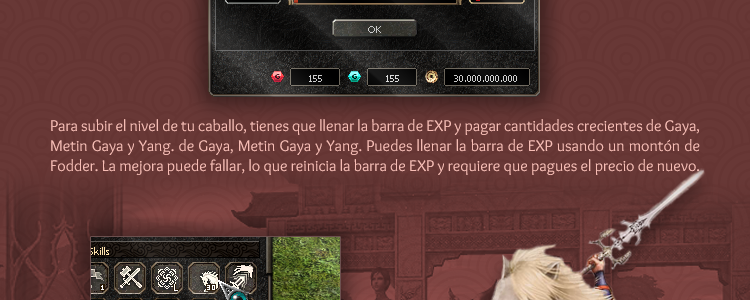 OK
155 155 30.000.000.000
Para subir el nivel de tu caballo, tienes que llenar la barra de EXP y pagar cantidades crecientes de Gaya,
Metin Gaya y Yang. de Gaya, Metin Gaya y Yang. Puedes llenar la barra de EXP usando un montón de
Fodder. La mejora puede fallar, lo que reinicia la barra de EXP y requiere que pagues el precio de nuevo.
Skills
1 30